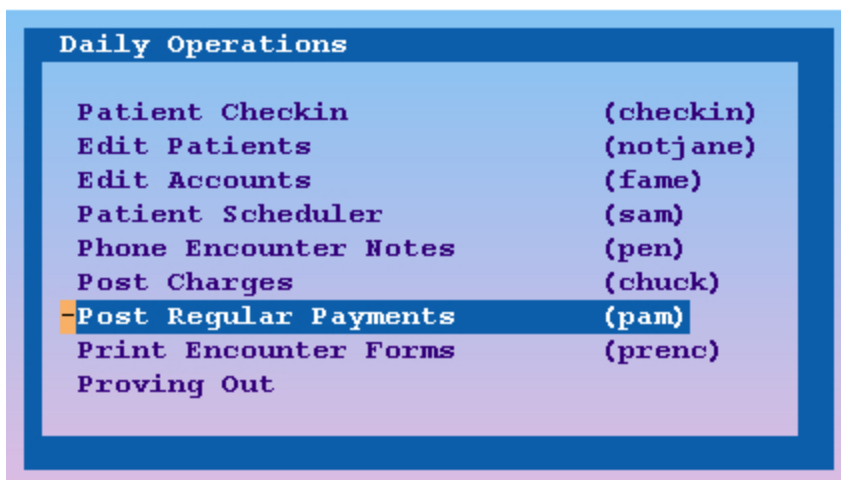 Daily Operations
Patient Checkin (checkin)
Edit Patients (notjane)
Edit Accounts (fame)
Patient Scheduler (sam)
Phone Encounter Notes (pen)
Post Charges (chuck)
-Post Regular Payments (pam)
Print Encounter Forms (prenc)
Proving Out